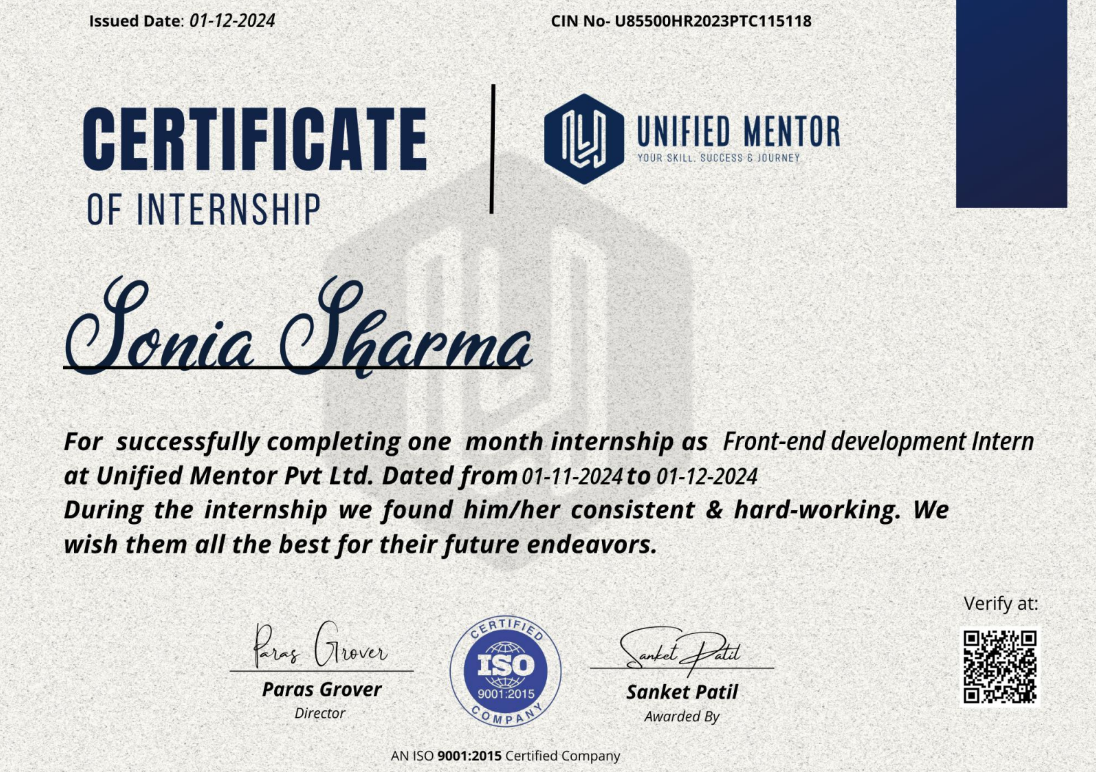 Issued Date: 01-12-2024
CIN No- U85500HR2023PTC115118
CERTIFICATE
OF INTERNSHIP
UNIFIED MENTOR
YOUR SKILL, SUCCESS & JOURNEY
Sonia Sharma
For successfully completing one month internship as Front-end development Intern
at Unified Mentor Pvt Ltd. Dated from 01-11-2024 to 01-12-2024
During the internship we found him/her consistent & hard-working. We
wish them all the best for their future endeavors.
Verify at:
Paras Grover
Paras Grover
Director
CERTIFIED
ISO
9001:2015
COMPANY
Sanket Patil
Sanket Patil
Awarded By
AN ISO 9001:2015 Certified Company